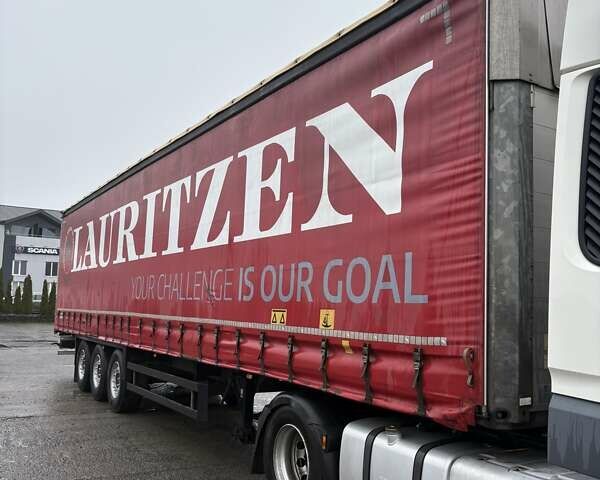 LAURITZEN
YOUR CHALLENGE IS OUR GOAL
SCANIA